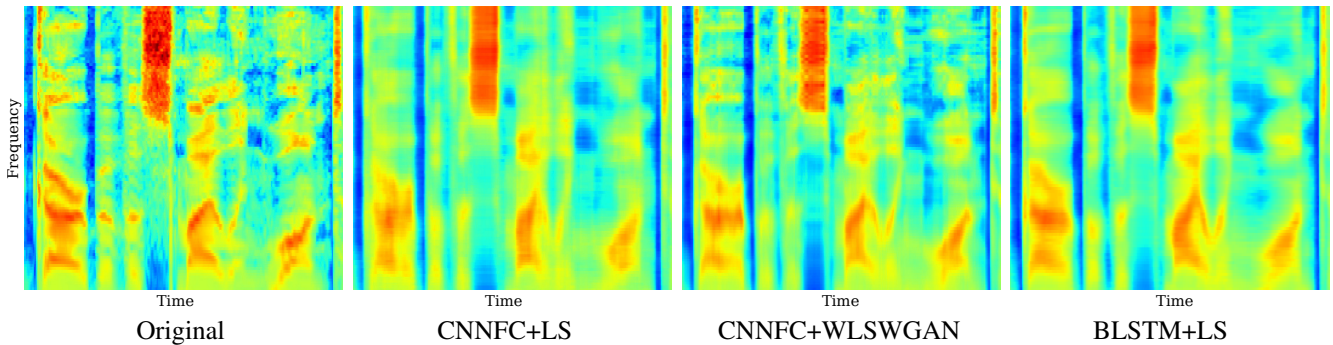 Frequency
Time
Time
Time
Time
Original
CNNFC+LS
CNNFC+WLSWGAN
BLSTM+LS